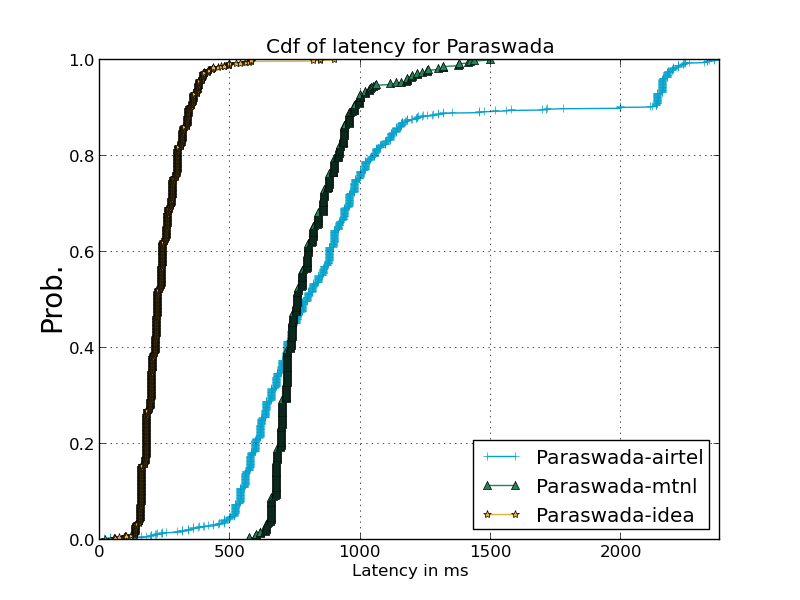 Cdf of latency for Paraswada
Prob.
1.0
0.8
0.6
0.4
0.2
0.0
Paraswada-airtel
Paraswada-mtnl
Paraswada-idea
0 500 1000 1500 2000
Latency in ms